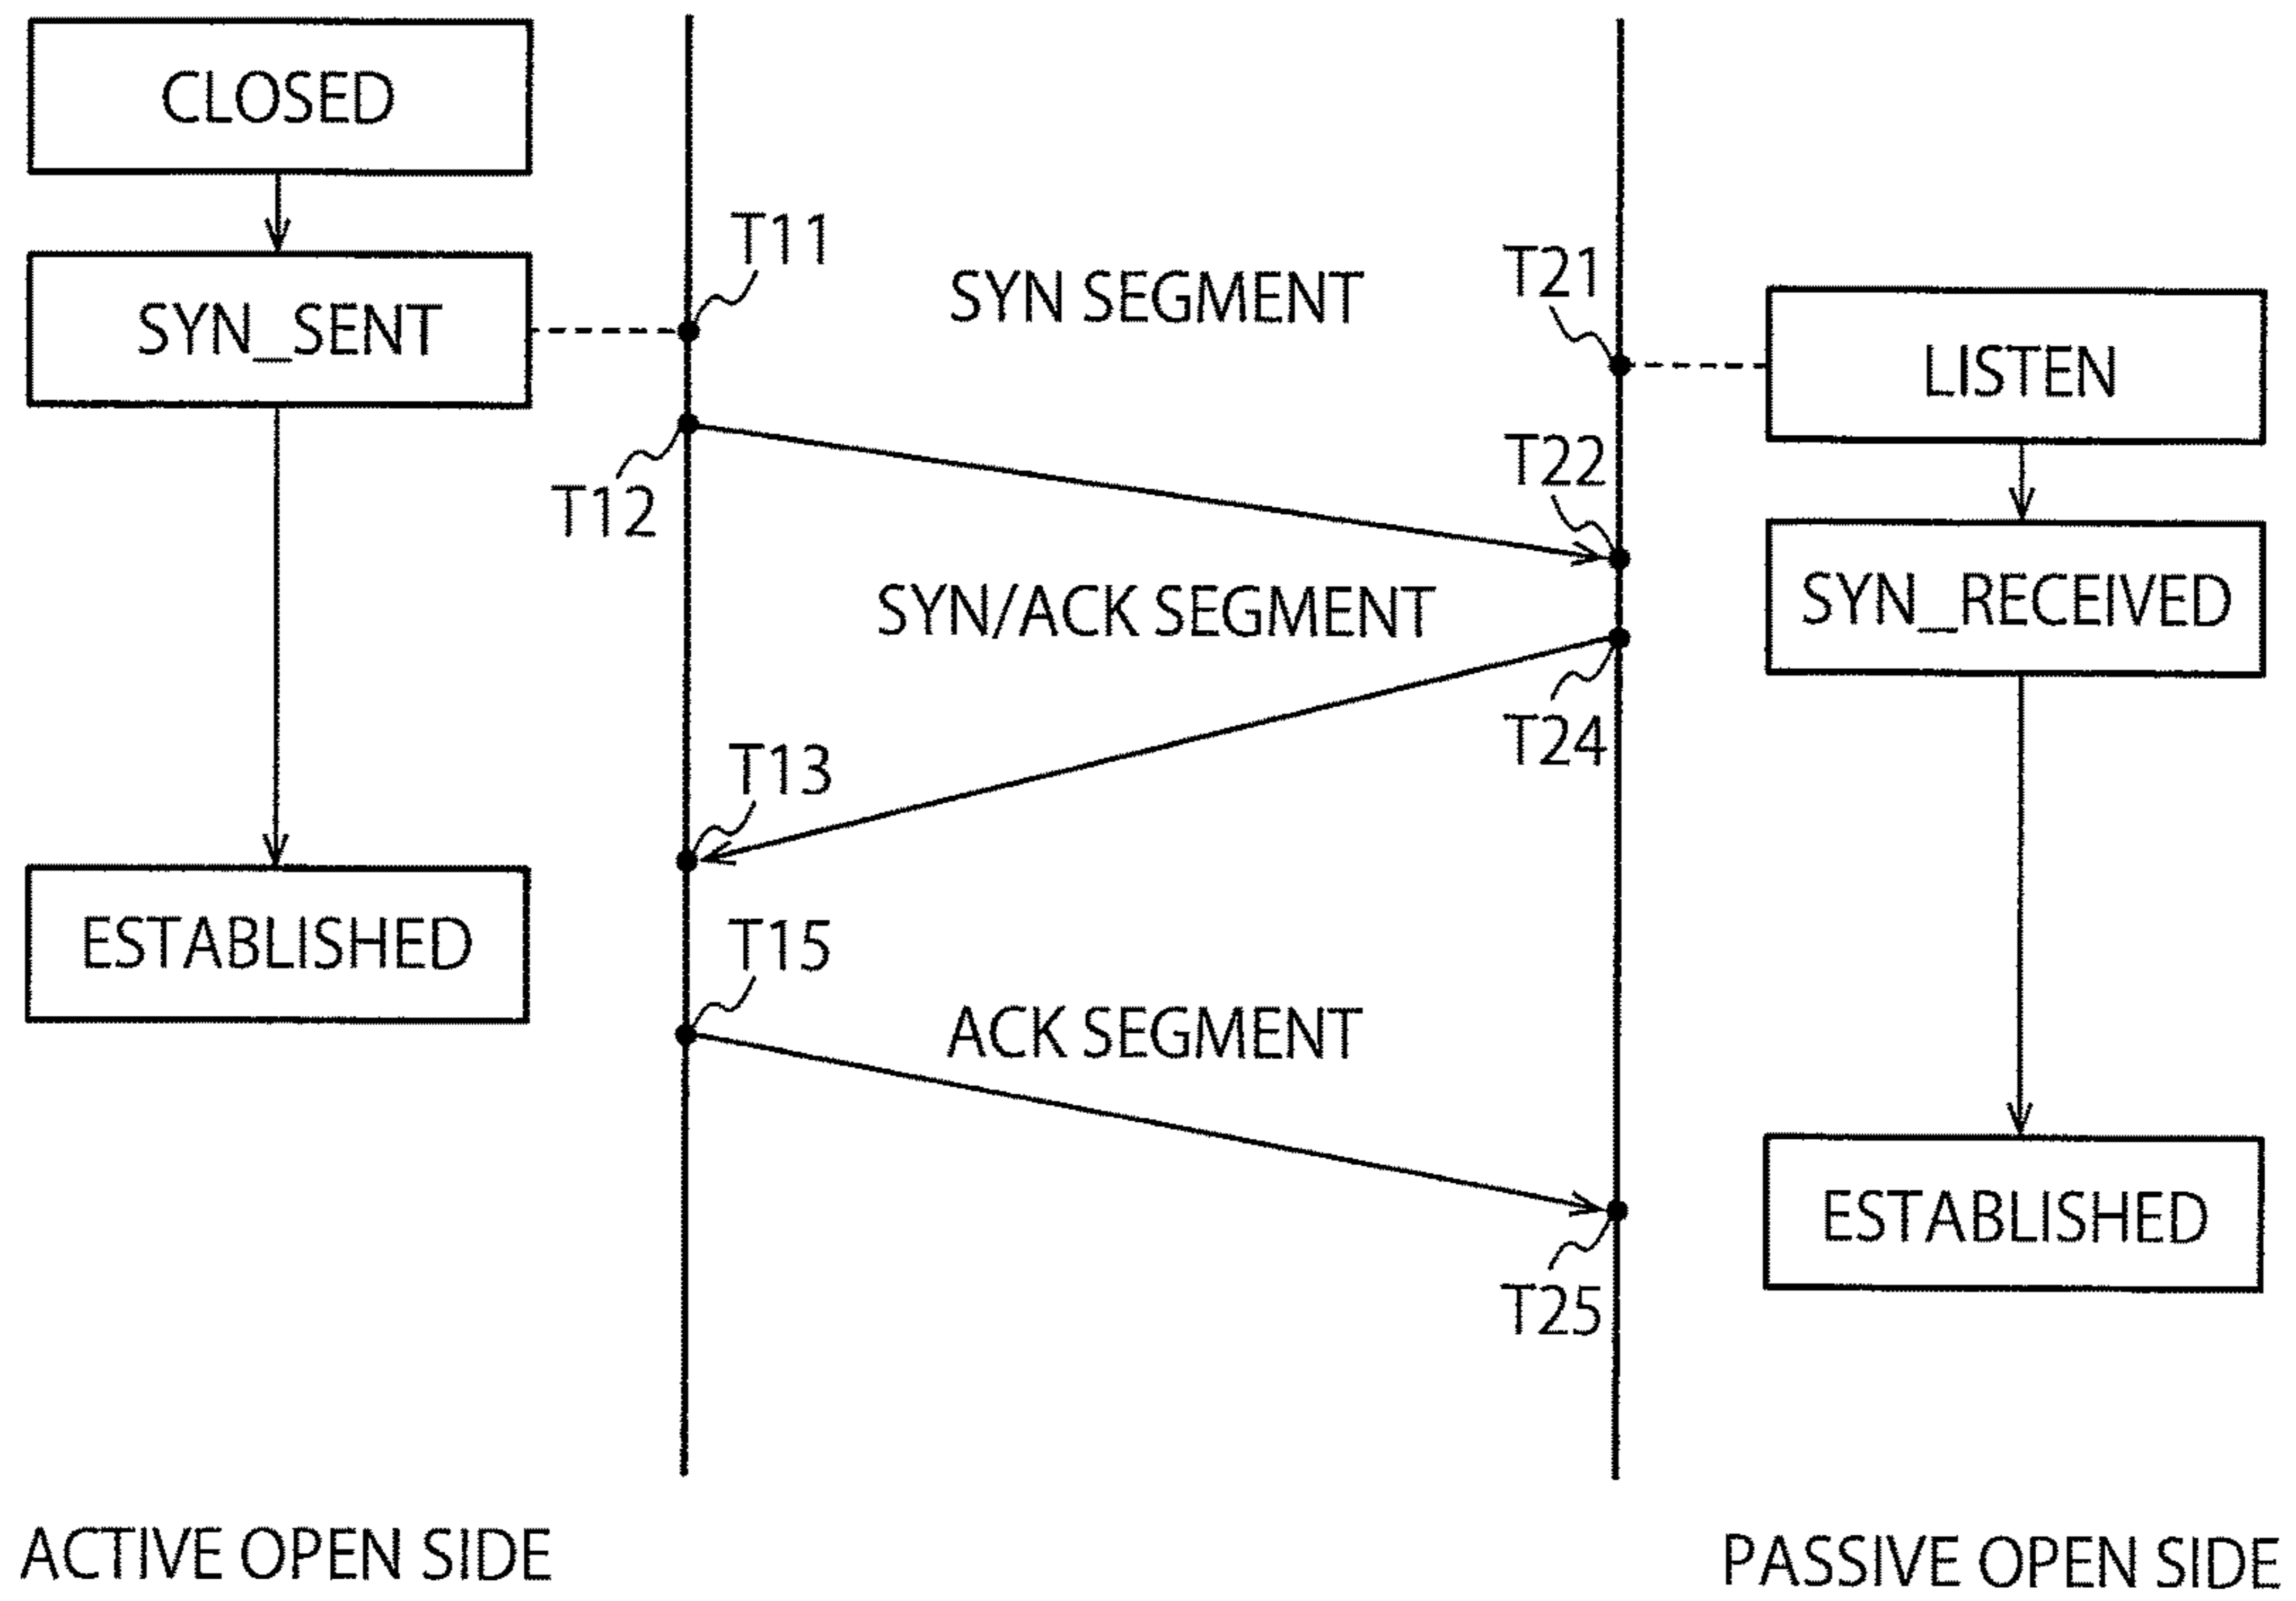 CLOSED
T11
SYN SEGMENT
T21
SYN_SENT
LISTEN
T22
T12
SYN/ACK SEGMENT
SYN_RECEIVED
T24
T13
ESTABLISHED
T15
ACK SEGMENT
ESTABLISHED
T25
ACTIVE OPEN SIDE
PASSIVE OPEN SIDE